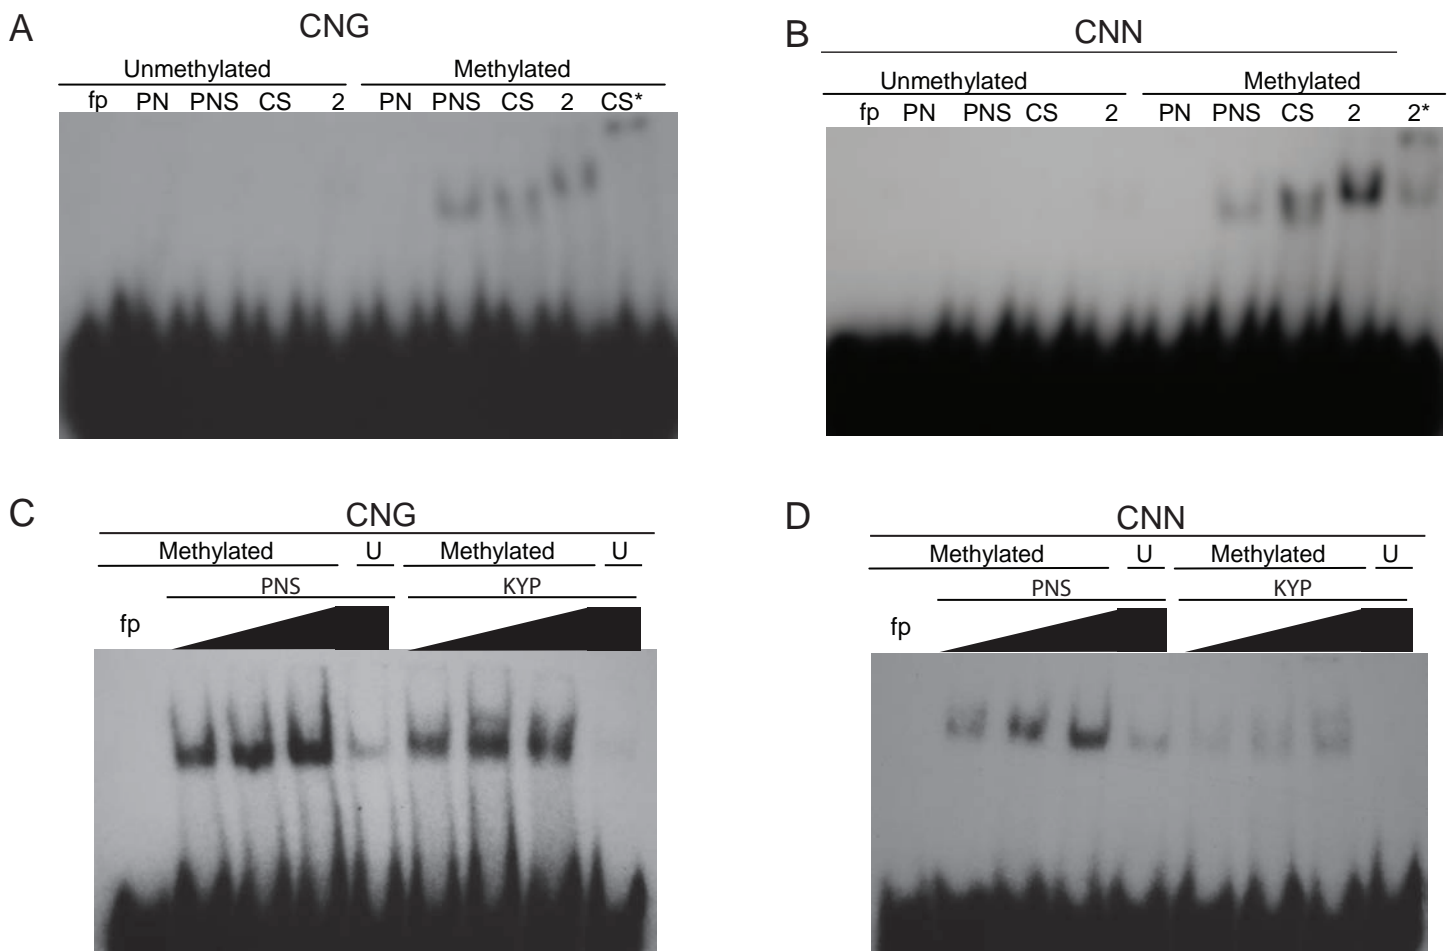 A
CNG
Unmethylated Methylated
fp PN PNS CS 2 PN PNS CS 2 CS*
B
CNN
Unmethylated Methylated
fp PN PNS CS 2 PN PNS CS 2 2*
C
CNG
Methylated U Methylated U
PNS KYP
fp
D
CNN
Methylated U Methylated U
PNS KYP
fp